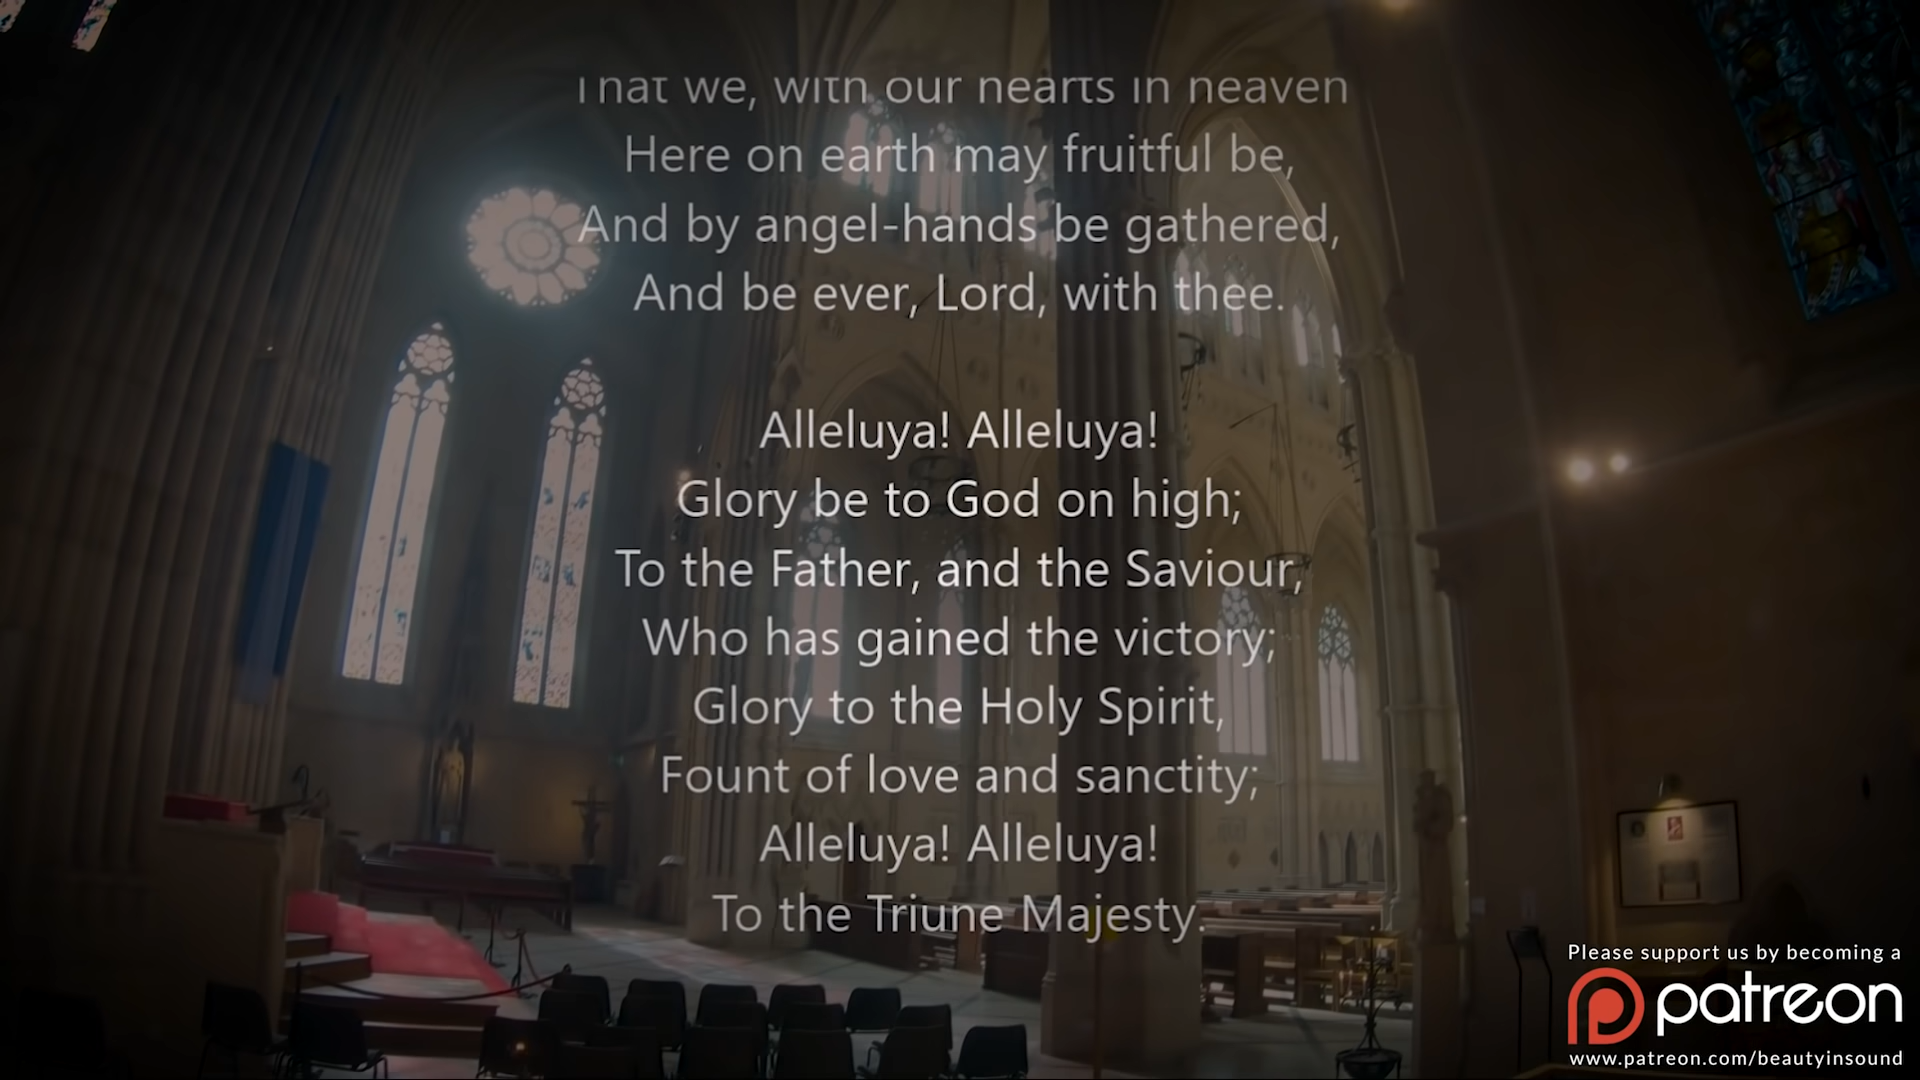 That we, with our hearts in heaven
Here on earth may fruitful be,
And by angel-hands be gathered,
And be ever, Lord, with thee.
Alleluya! Alleluya!
Glory be to God on high;
To the Father, and the Saviour,
Who has gained the victory;
Glory to the Holy Spirit,
Fount of love and sanctity;
Alleluya! Alleluya!
To the Triune Majesty.
Please support us by becoming a
patreon
www.patreon.com/beautyinsound